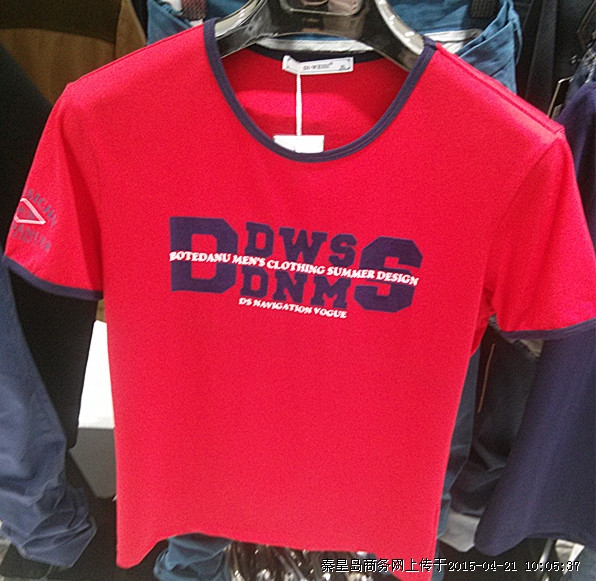 D DWS S
BOTEDANU MEN'S CLOTHING SUMMER DESIGN
DNM
DS NAVIGATION VOGUE
秦皇岛商务网上传于2015-04-21 10:05:37